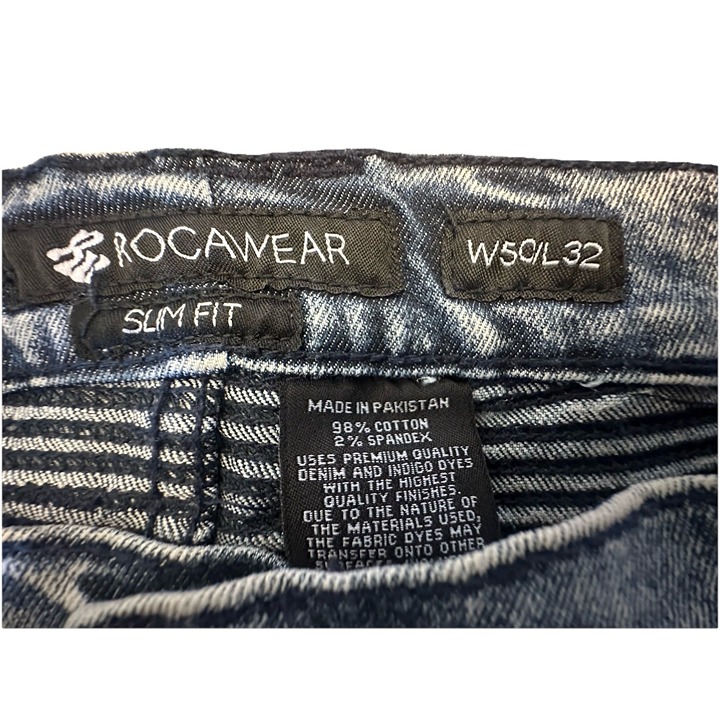 ROCAWEAR
W50/L32
SLIM FIT
MADE IN PAKISTAN
98% COTTON
2% SPANDEX
USES PREMIUM QUALITY
DENIM AND INDIGO DYES
WITH THE HIGHEST
QUALITY FINISHES.
DUE TO THE NATURE OF
THE MATERIALS USED,
THE FABRIC DYES MAY
TRANSFER ONTO OTHER